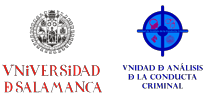 VNiVERSiDAD
D SALAMANCA
VNIDAD D ANÁLISIS
D LA CONDUCTA
CRIMINAL